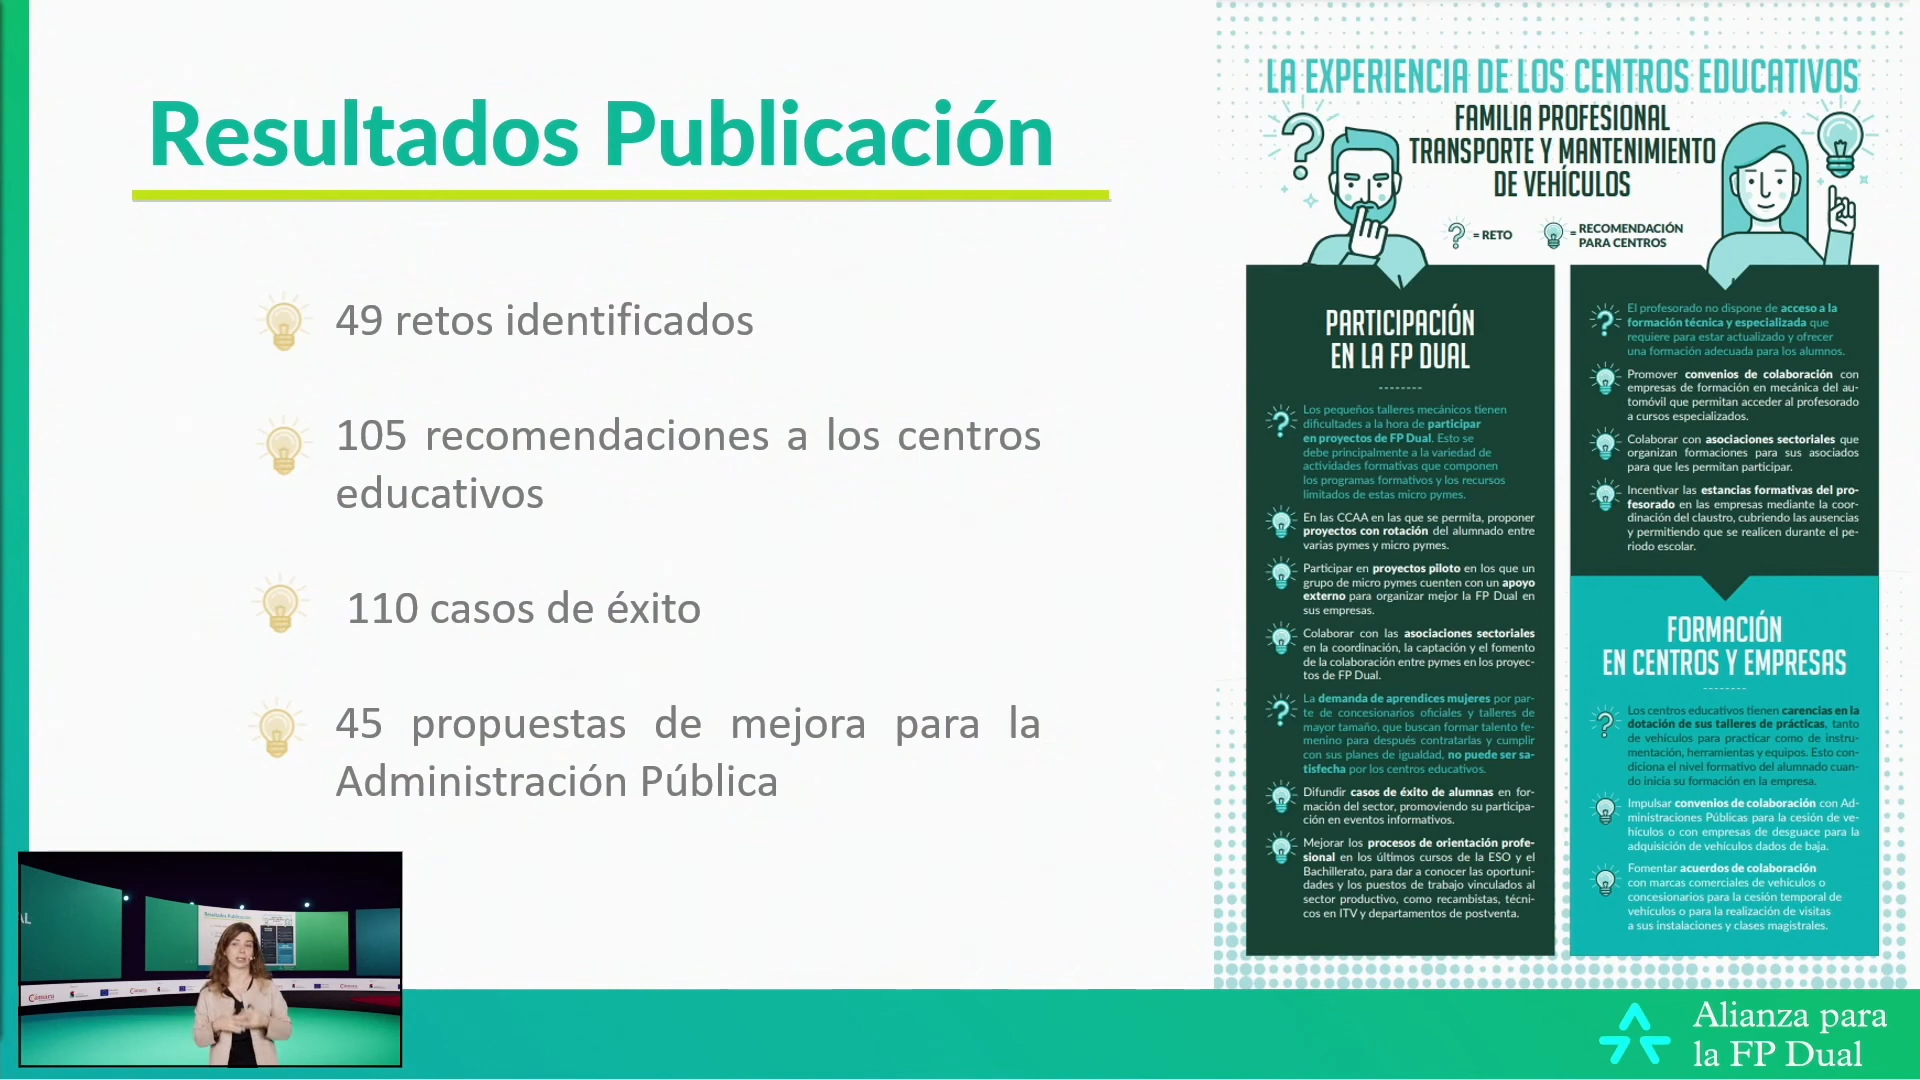 Resultados Publicación
49 retos identificados
105 recomendaciones a los centros
educativos
110 casos de éxito
45 propuestas de mejora para la
Administración Pública
LA EXPERIENCIA DE LOS CENTROS EDUCATIVOS
FAMILIA PROFESIONAL
TRANSPORTE Y MANTENIMIENTO
DE VEHÍCULOS
= RETO
= RECOMENDACIÓN
PARA CENTROS
PARTICIPACIÓN
EN LA FP DUAL
Los pequeños talleres mecánicos tienen
dificultades a la hora de participar
en proyectos de FP Dual. Esto se
debe principalmente a la variedad de
actividades formativas que componen
los programas formativos y los recursos
limitados de estas micro pymes.
En las CCAA en las que se permita, proponer
proyectos con rotación del alumnado entre
varias pymes y micro pymes.
Participar en proyectos piloto en los que un
grupo de micro pymes cuenten con un apoyo
externo para organizar mejor la FP Dual en
sus empresas.
Colaborar con las asociaciones sectoriales
en la coordinación, la captación y el fomento
de la colaboración entre pymes en los proyec-
tos de FP Dual.
La demanda de aprendices mujeres por par-
te de concesionarios oficiales y talleres de
mayor tamaño, que buscan formar talento fe-
menino para después contratarlas y cumplir
con sus planes de igualdad, no puede ser sa-
tisfecha por los centros educativos.
Difundir casos de éxito de alumnas en for-
mación del sector, promoviendo su participa-
ción en eventos informativos.
Mejorar los procesos de orientación profe-
sional en los últimos cursos de la ESO y el
Bachillerato, para dar a conocer las oportuni-
dades y los puestos de trabajo vinculados al
sector productivo, como recambistas, técni-
cos en ITV y departamentos de postventa.
El profesorado no dispone de acceso a la
formación técnica y especializada que
requiere para estar actualizado y ofrecer
una formación adecuada para los alumnos.
Promover convenios de colaboración con
empresas de formación en mecánica del au-
tomóvil que permitan acceder al profesorado
a cursos especializados.
Colaborar con asociaciones sectoriales que
organizan formaciones para sus asociados
para que les permitan participar.
Incentivar las estancias formativas del pro-
fesorado en las empresas mediante la coor-
dinación del claustro, cubriendo las ausencias
y permitiendo que se realicen durante el pe-
riodo escolar.
FORMACIÓN
EN CENTROS Y EMPRESAS
Los centros educativos tienen carencias en la
dotación de sus talleres de prácticas, tanto
de vehículos para practicar como de instru-
mentación, herramientas y equipos. Esto con-
diciona el nivel formativo del alumnado cuan-
do inicia su formación en la empresa.
Impulsar convenios de colaboración con Ad-
ministraciones Públicas para la cesión de ve-
hículos o con empresas de desguace para la
adquisición de vehículos dados de baja.
Fomentar acuerdos de colaboración
con marcas comerciales de vehículos o
concesionarios para la cesión temporal de
vehículos o para la realización de visitas
a sus instalaciones y clases magistrales.
AL
Resultados Publicación
Cámara
Alianza para
la FP Dual